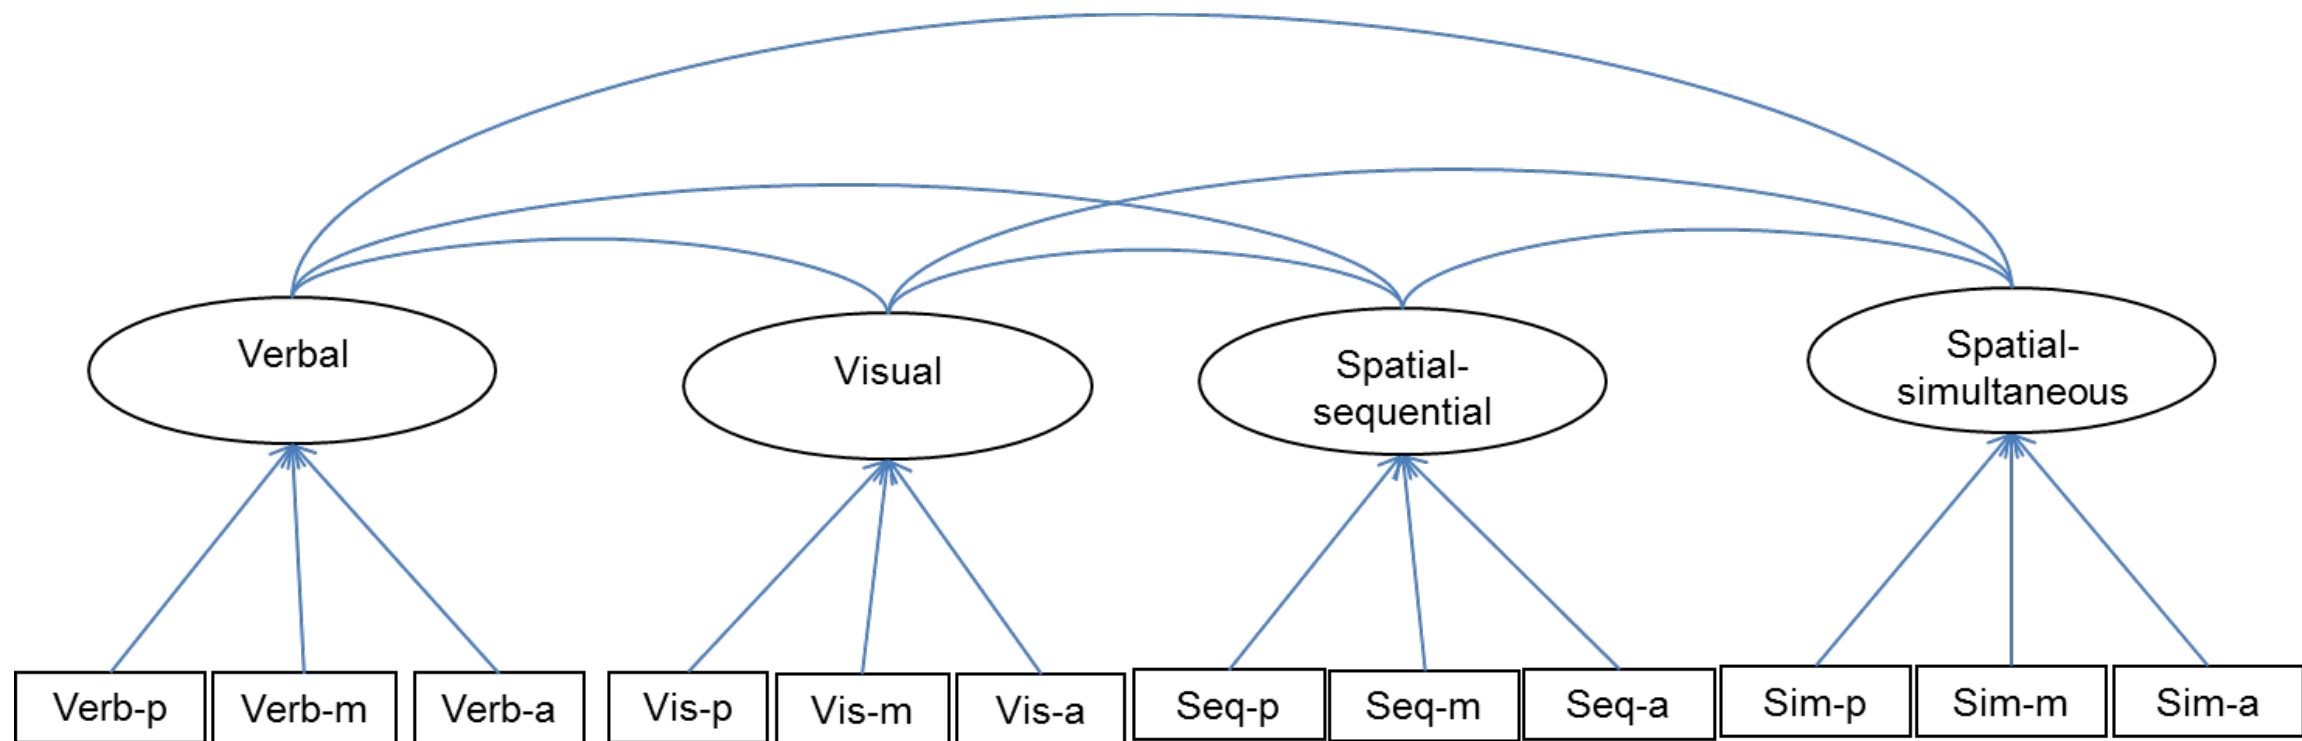 Verbal
Visual
Spatial-
sequential
Spatial-
simultaneous
Verb-p
Verb-m
Verb-a
Vis-p
Vis-m
Vis-a
Seq-p
Seq-m
Seq-a
Sim-p
Sim-m
Sim-a